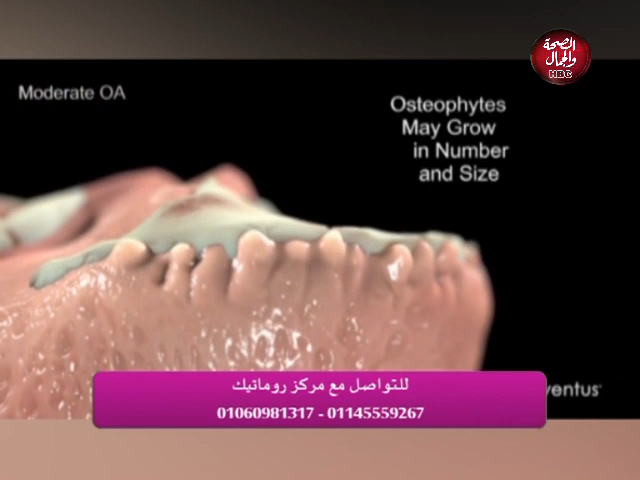 الصحة
والجمال
HBC
Moderate OA
Osteophytes
May Grow
in Number
and Size
للتواصل مع مركز روماتيك
01060981317 - 01145559267
ventus